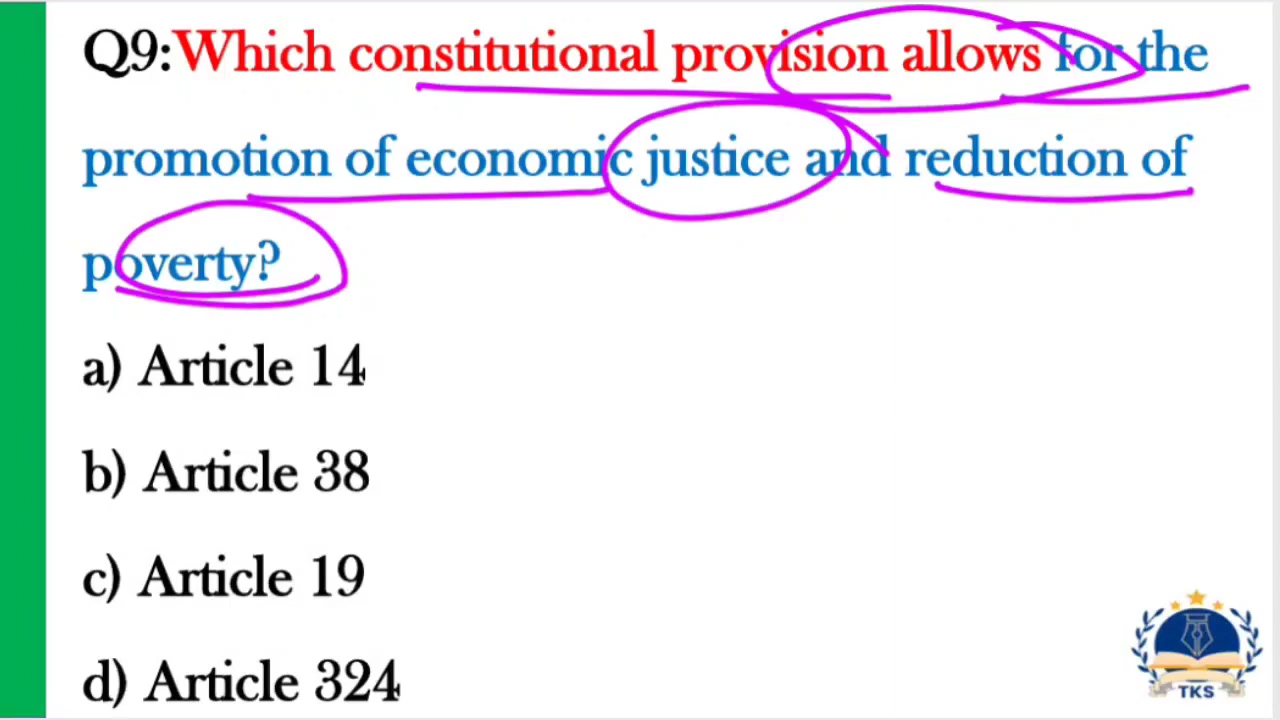 Q9:Which constitutional provision allows for the
promotion of economic justice and reduction of
poverty?
a) Article 14
b) Article 38
c) Article 19
d) Article 324
TKS